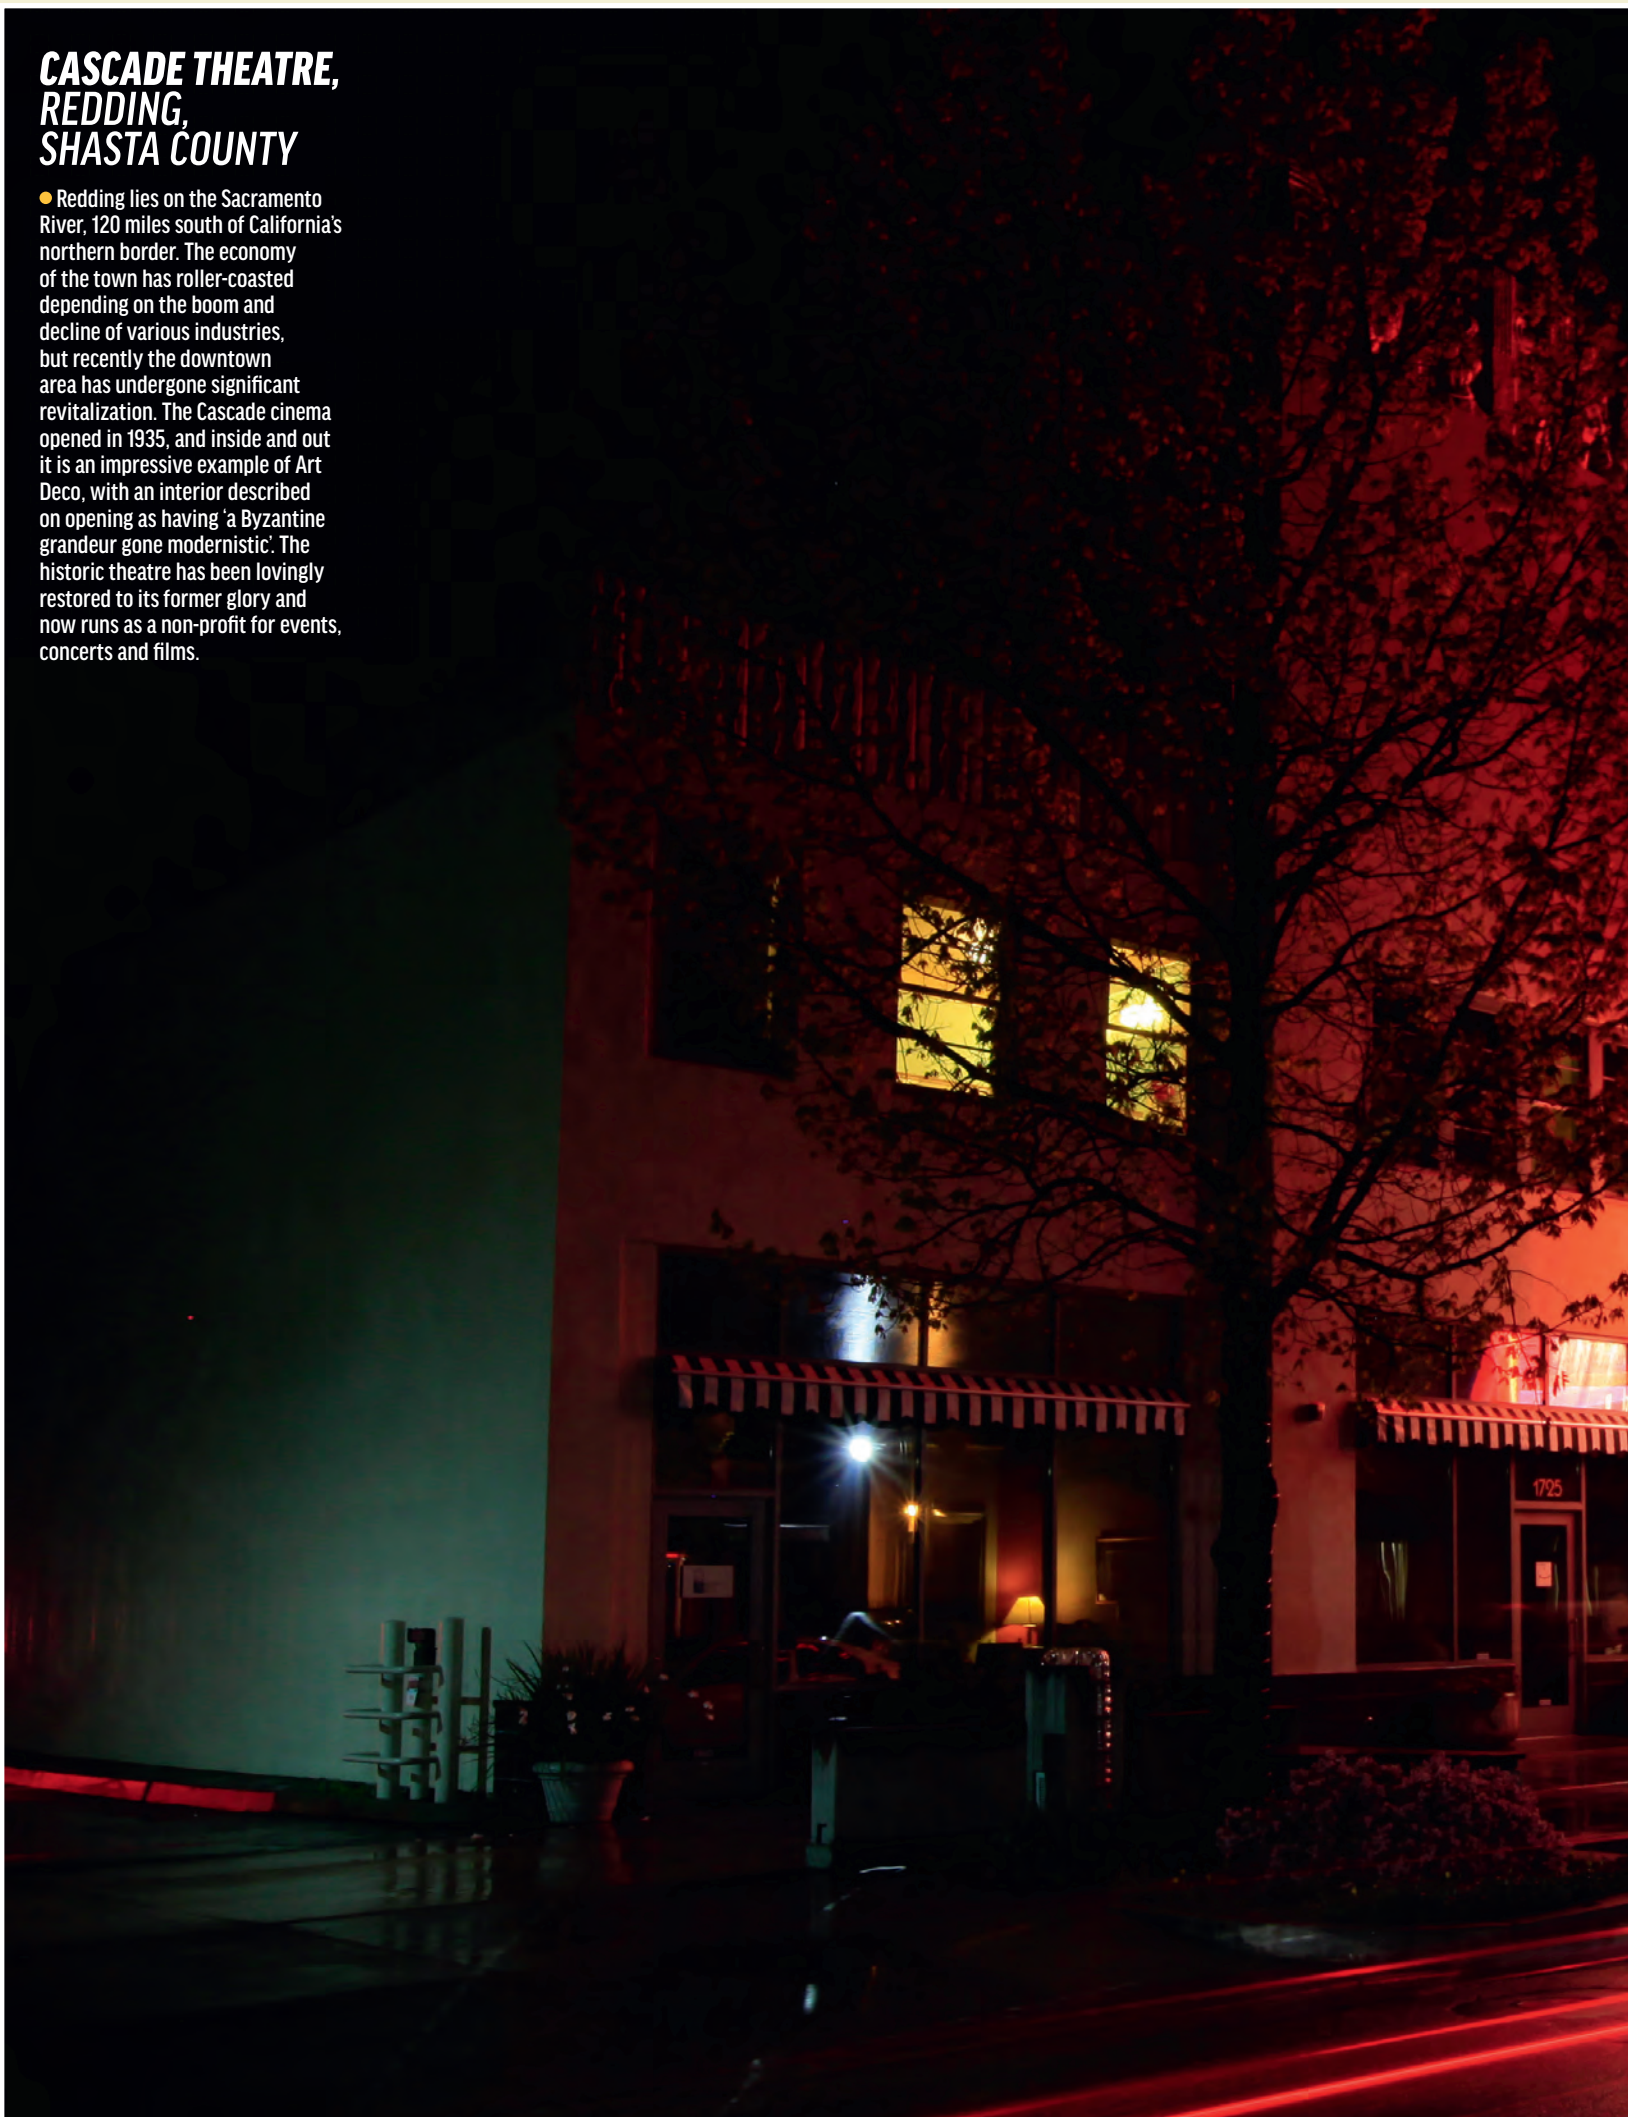 CASCADE THEATRE,
REDDING,
SHASTA COUNTY
Redding lies on the Sacramento
River, 120 miles south of California's
northern border. The economy
of the town has roller-coasted
depending on the boom and
decline of various industries,
but recently the downtown
area has undergone significant
revitalization. The Cascade cinema
opened in 1935, and inside and out
it is an impressive example of Art
Deco, with an interior described
on opening as having ‘a Byzantine
grandeur gone modernistic’. The
historic theatre has been lovingly
restored to its former glory and
now runs as a non-profit for events,
concerts and films.
1725